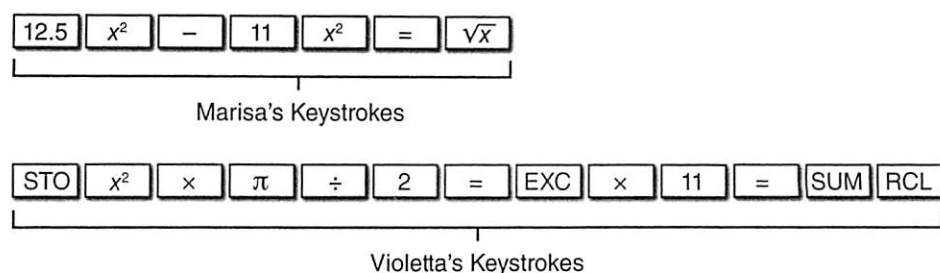 12.5 x² − 11 x² = √x
Marisa's Keystrokes
STO x² × π ÷ 2 = EXC × 11 = SUM RCL
Violetta's Keystrokes